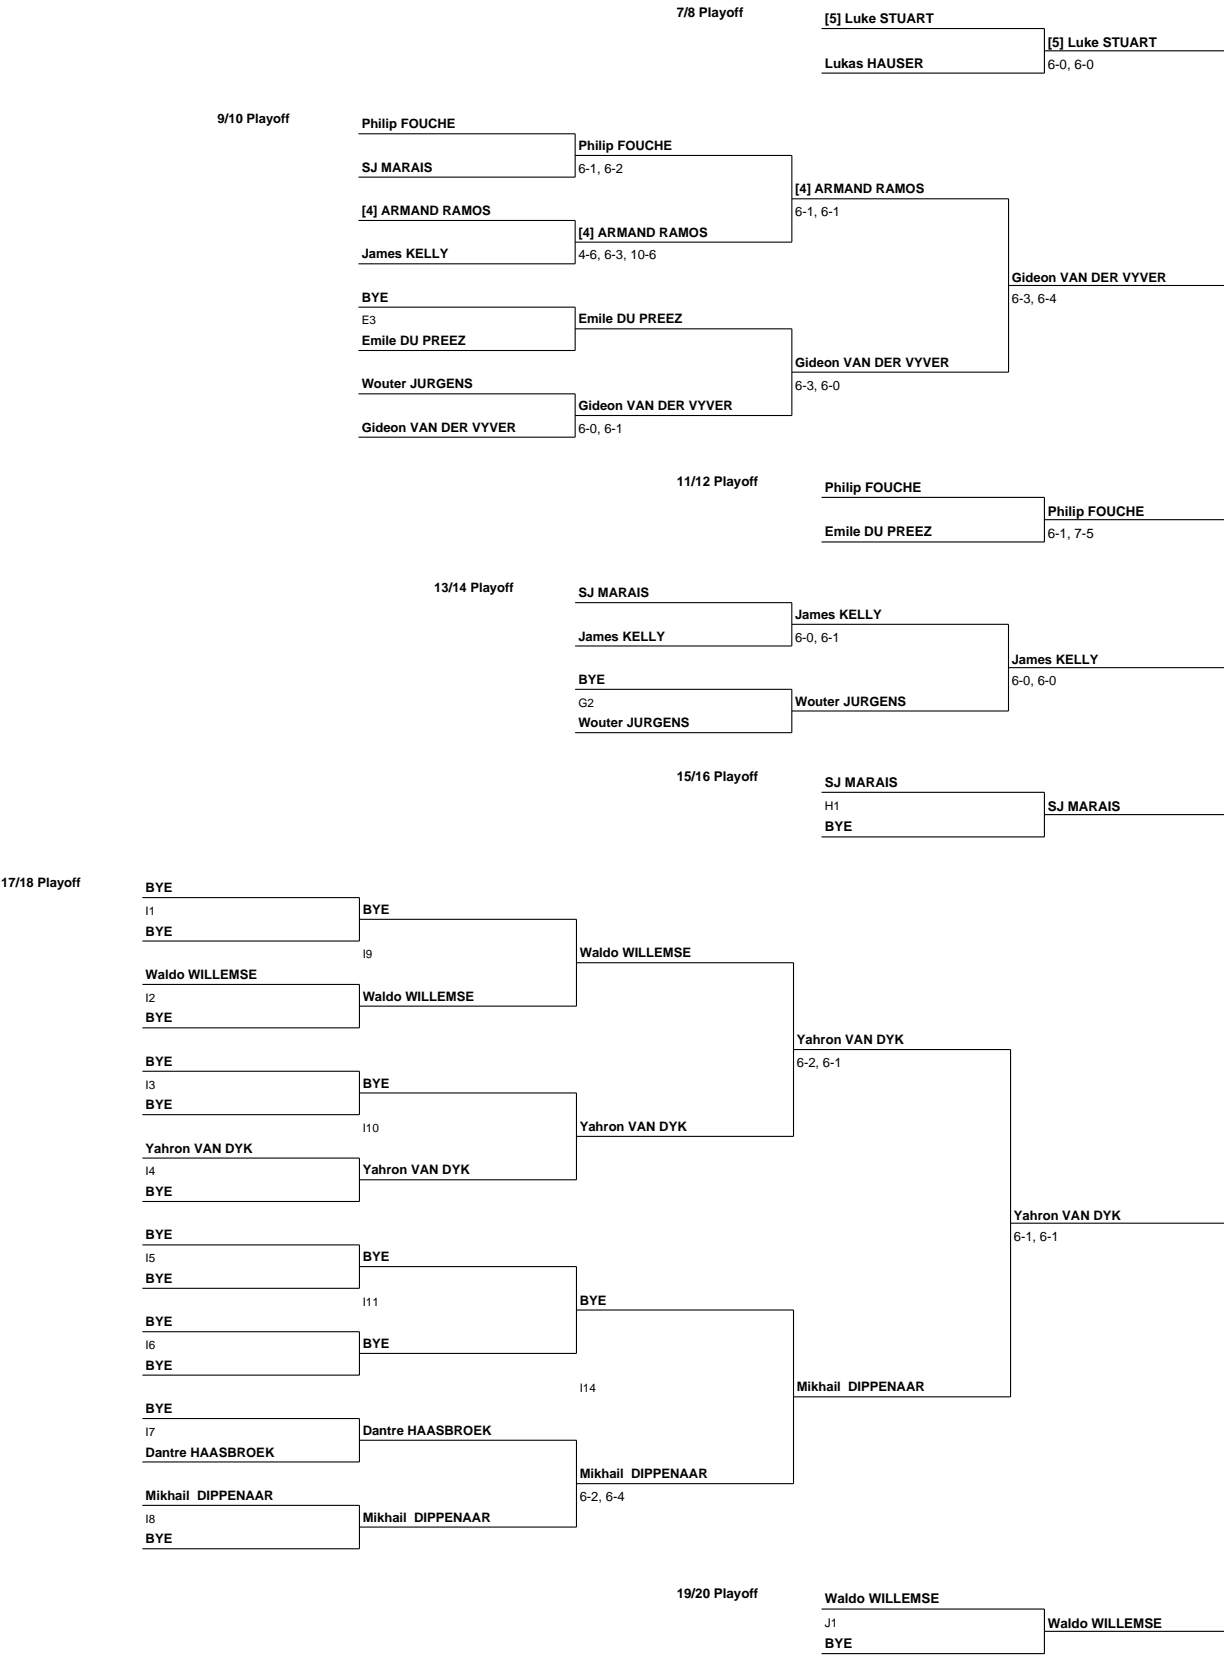 7/8 Playoff
[5] Luke STUART
[5] Luke STUART
Lukas HAUSER
6-0, 6-0
9/10 Playoff
Philip FOUCHE
Philip FOUCHE
SJ MARAIS
6-1, 6-2
[4] ARMAND RAMOS
[4] ARMAND RAMOS
6-1, 6-1
[4] ARMAND RAMOS
James KELLY
4-6, 6-3, 10-6
Gideon VAN DER VYVER
BYE
6-3, 6-4
E3
Emile DU PREEZ
Emile DU PREEZ
Gideon VAN DER VYVER
Wouter JURGENS
6-3, 6-0
Gideon VAN DER VYVER
Gideon VAN DER VYVER
6-0, 6-1
11/12 Playoff
Philip FOUCHE
Philip FOUCHE
Emile DU PREEZ
6-1, 7-5
13/14 Playoff
SJ MARAIS
James KELLY
James KELLY
6-0, 6-1
James KELLY
BYE
6-0, 6-0
G2
Wouter JURGENS
Wouter JURGENS
15/16 Playoff
SJ MARAIS
H1
SJ MARAIS
BYE
17/18 Playoff
BYE
I1
BYE
BYE
I9
Waldo WILLEMSE
Waldo WILLEMSE
I2
Waldo WILLEMSE
BYE
Yahron VAN DYK
BYE
6-2, 6-1
I3
BYE
BYE
I10
Yahron VAN DYK
Yahron VAN DYK
I4
Yahron VAN DYK
BYE
Yahron VAN DYK
BYE
6-1, 6-1
I5
BYE
BYE
I11
BYE
BYE
I6
BYE
BYE
I14
Mikhail DIPPENAAR
BYE
I7
Dantre HAASBROEK
Dantre HAASBROEK
Mikhail DIPPENAAR
Mikhail DIPPENAAR
6-2, 6-4
I8
Mikhail DIPPENAAR
BYE
19/20 Playoff
Waldo WILLEMSE
J1
Waldo WILLEMSE
BYE